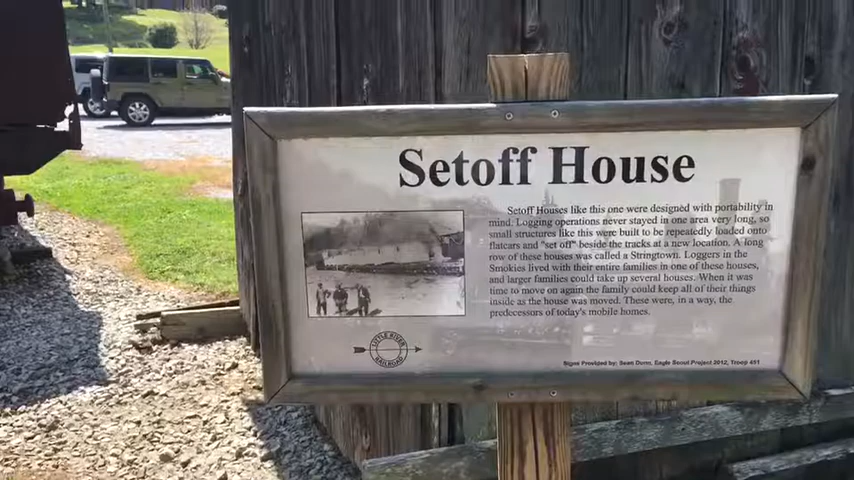 Setoff House
Setoff Houses like this one were designed with portability in
mind. Logging operations never stayed in one area very long, so
small structures like this were built to be repeatedly loaded onto
flatcars and "set off" beside the tracks at a new location. A long
row of these houses was called a Stringtown. Loggers in the
Smokies lived with their entire families in one of these houses,
and larger families could take up several houses. When it was
time to move on again the family could keep all of their things
inside as the house was moved. These were, in a way, the
predecessors of today's mobile homes.
LITTLE RIVER
RAILROAD
Signs Provided by: Sean Dunn, Eagle Scout Project 2012, Troop 451